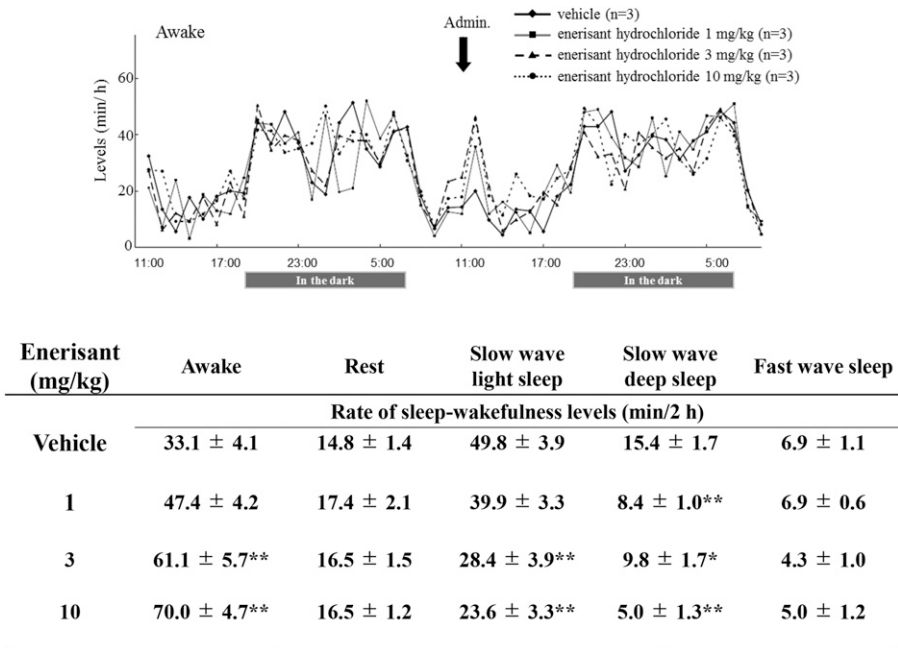 Awake
Admin.
vehicle (n=3)
enerisant hydrochloride 1 mg/kg (n=3)
enerisant hydrochloride 3 mg/kg (n=3)
enerisant hydrochloride 10 mg/kg (n=3)
Levels (min/ h)
60
40
20
0
11:00 17:00 23:00 5:00 11:00 17:00 23:00 5:00
In the dark In the dark
Enerisant (mg/kg) Awake Rest Slow wave light sleep Slow wave deep sleep Fast wave sleep
Rate of sleep-wakefulness levels (min/2 h)
Vehicle 33.1 ± 4.1 14.8 ± 1.4 49.8 ± 3.9 15.4 ± 1.7 6.9 ± 1.1
1 47.4 ± 4.2 17.4 ± 2.1 39.9 ± 3.3 8.4 ± 1.0** 6.9 ± 0.6
3 61.1 ± 5.7** 16.5 ± 1.5 28.4 ± 3.9** 9.8 ± 1.7* 4.3 ± 1.0
10 70.0 ± 4.7** 16.5 ± 1.2 23.6 ± 3.3** 5.0 ± 1.3** 5.0 ± 1.2